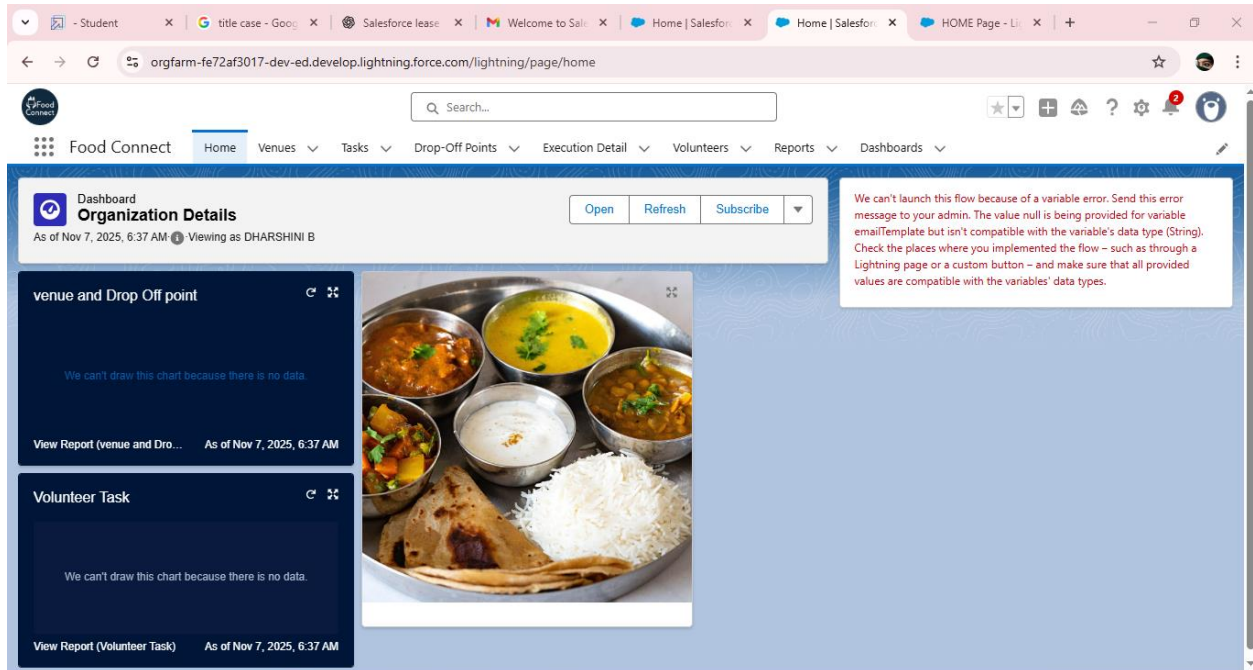 - Student
title case - Goog
Salesforce lease
Welcome to Sale
Home | Salesforc
Home | Salesforc
HOME Page - Li
orgfarm-fe72af3017-dev-ed.develop.lightning.force.com/lightning/page/home
Food
Connect
Search...
2
Food Connect
Home
Venues
Tasks
Drop-Off Points
Execution Detail
Volunteers
Reports
Dashboards
Dashboard
Organization Details
As of Nov 7, 2025, 6:37 AM·Viewing as DHARSHINI B
Open
Refresh
Subscribe
We can't launch this flow because of a variable error. Send this error
message to your admin. The value null is being provided for variable
emailTemplate but isn't compatible with the variable's data type (String).
Check the places where you implemented the flow – such as through a
Lightning page or a custom button – and make sure that all provided
values are compatible with the variables' data types.
venue and Drop Off point
We can't draw this chart because there is no data.
View Report (venue and Dro...
As of Nov 7, 2025, 6:37 AM
Volunteer Task
We can't draw this chart because there is no data.
View Report (Volunteer Task)
As of Nov 7, 2025, 6:37 AM